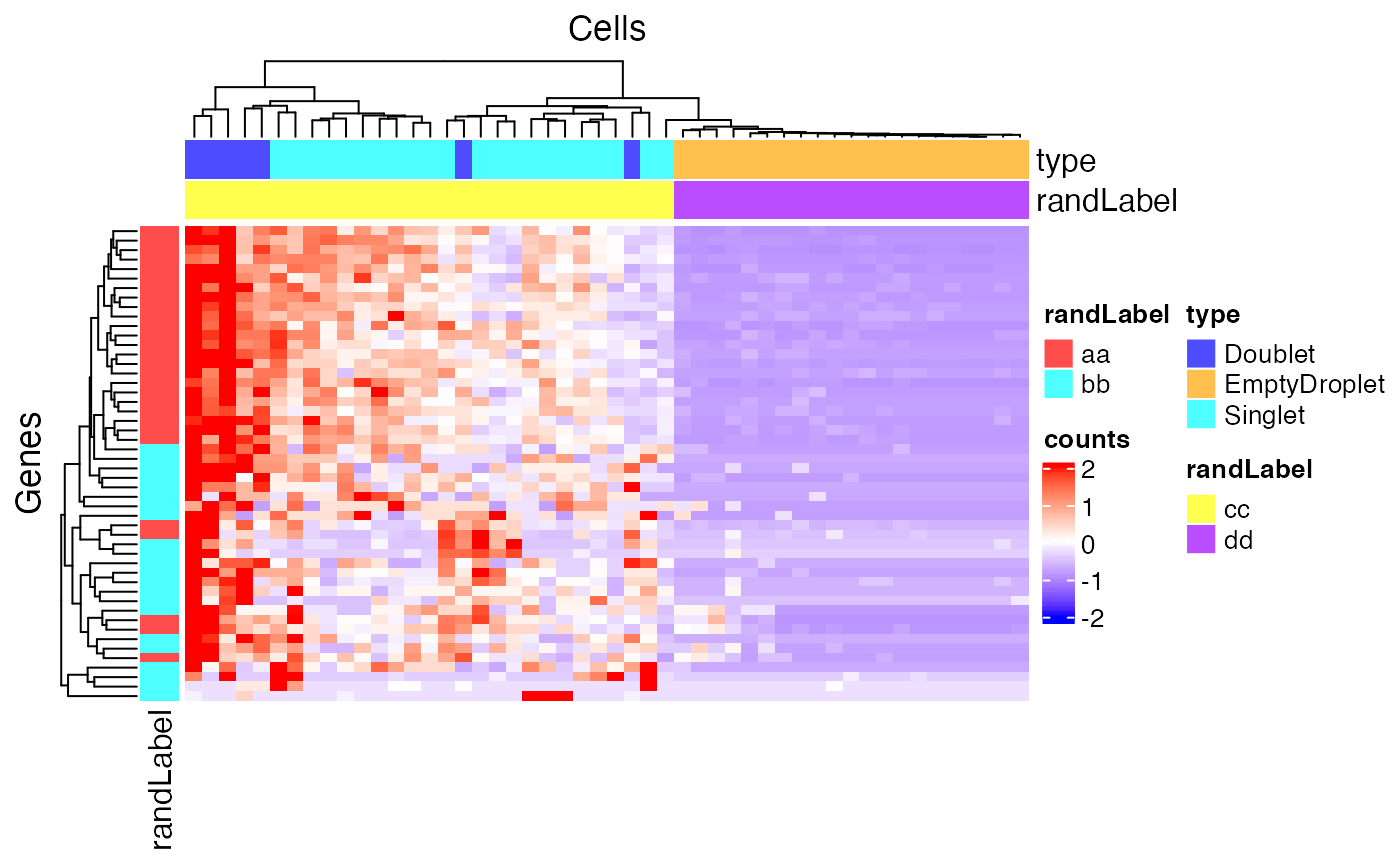 Cells
type
randLabel
Genes
randLabel
randLabel
aa
bb
counts
2
1
0
-1
-2
type
Doublet
EmptyDroplet
Singlet
randLabel
cc
dd